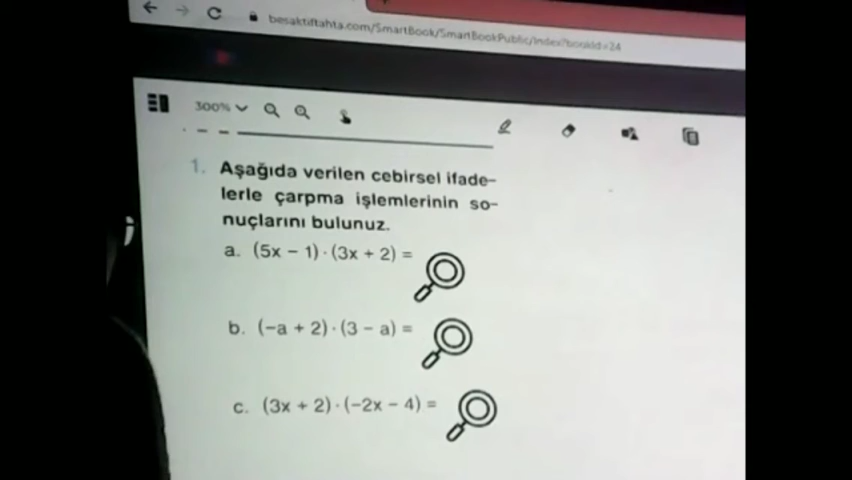 besaktiftahta.com/SmartBook/SmartBookPublic/Index?bookId=24
300%
1. Aşağıda verilen cebirsel ifade-
lerle çarpma işlemlerinin so-
nuçlarını bulunuz.
a. (5x – 1) · (3x + 2) =
b. (–a + 2) · (3 – a) =
c. (3x + 2) · (–2x – 4) =